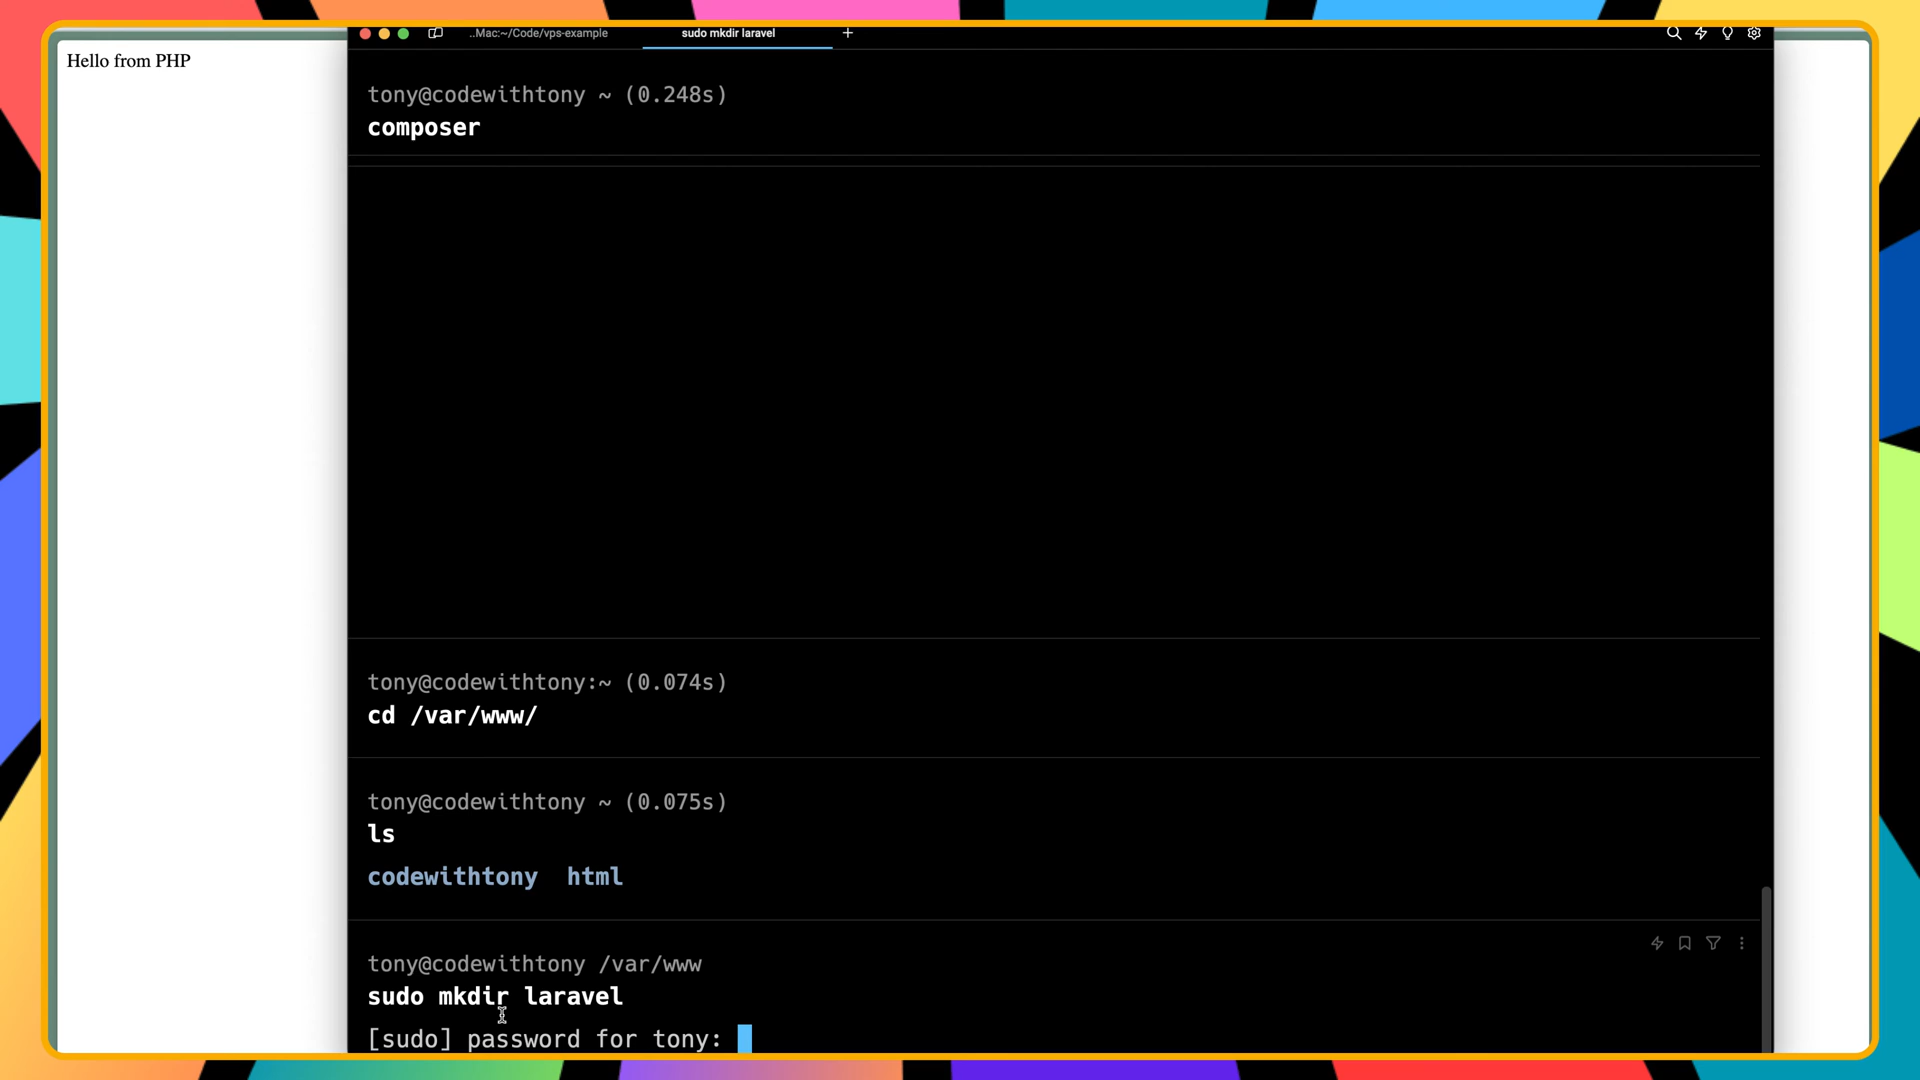 Hello from PHP
..Mac:~/Code/vps-example
sudo mkdir laravel
+
tony@codewithtony ~ (0.248s)
composer
tony@codewithtony:~ (0.074s)
cd /var/www/
tony@codewithtony ~ (0.075s)
ls
codewithtony html
tony@codewithtony /var/www
sudo mkdir laravel
[sudo] password for tony: